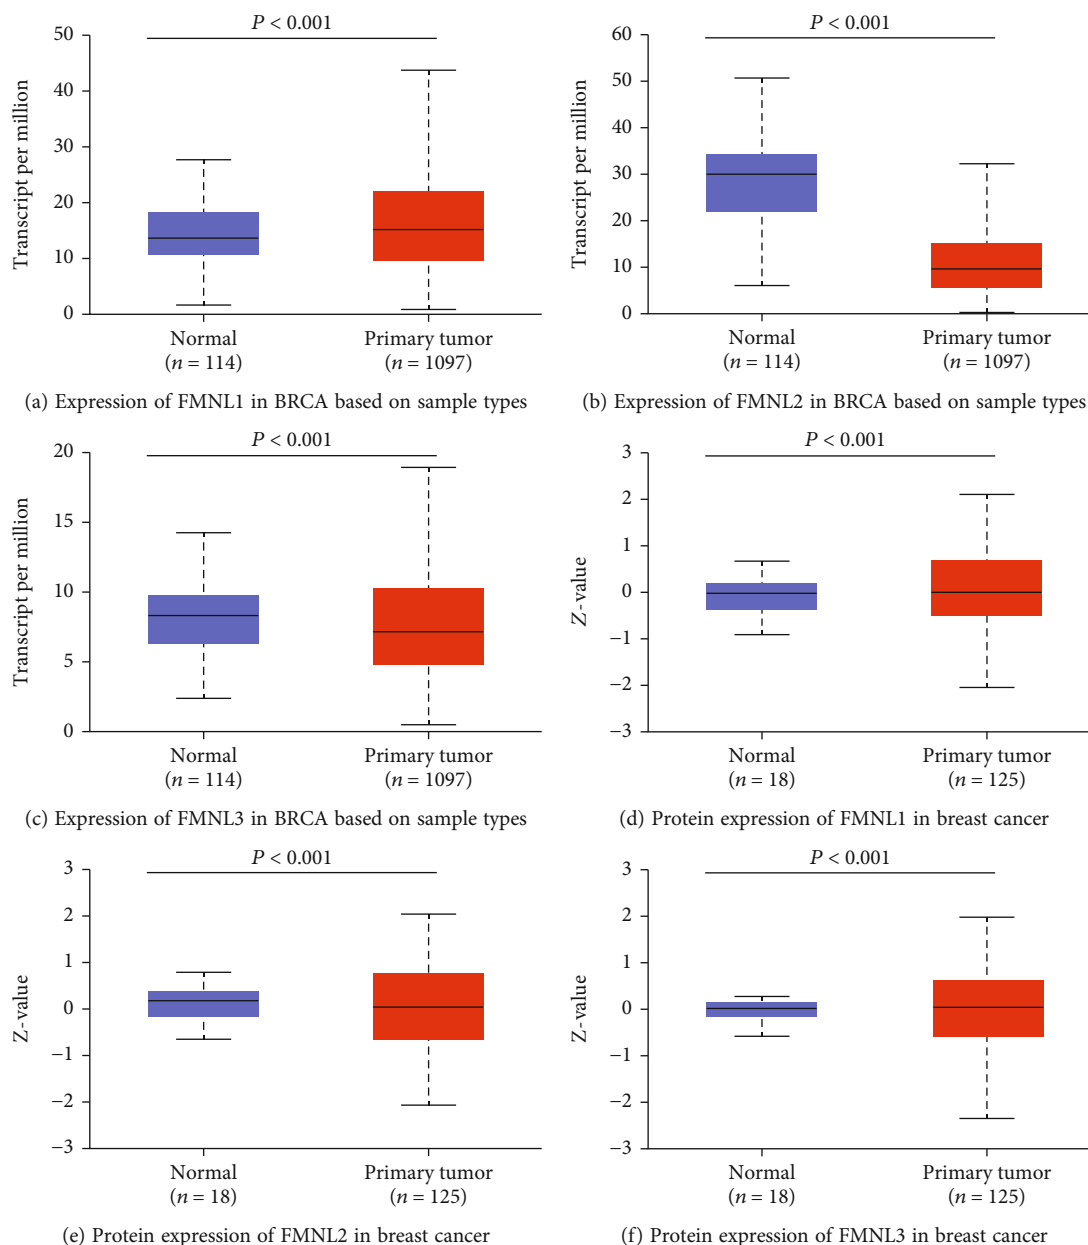 P < 0.001
Transcript per million
50
40
30
20
10
0
Normal
(n = 114)
Primary tumor
(n = 1097)
(a) Expression of FMNL1 in BRCA based on sample types
P < 0.001
Transcript per million
60
50
40
30
20
10
0
Normal
(n = 114)
Primary tumor
(n = 1097)
(b) Expression of FMNL2 in BRCA based on sample types
P < 0.001
Transcript per million
20
15
10
5
0
Normal
(n = 114)
Primary tumor
(n = 1097)
(c) Expression of FMNL3 in BRCA based on sample types
P < 0.001
Z-value
3
2
1
0
−1
−2
−3
Normal
(n = 18)
Primary tumor
(n = 125)
(d) Protein expression of FMNL1 in breast cancer
P < 0.001
Z-value
3
2
1
0
−1
−2
−3
Normal
(n = 18)
Primary tumor
(n = 125)
(e) Protein expression of FMNL2 in breast cancer
P < 0.001
Z-value
3
2
1
0
−1
−2
−3
Normal
(n = 18)
Primary tumor
(n = 125)
(f) Protein expression of FMNL3 in breast cancer